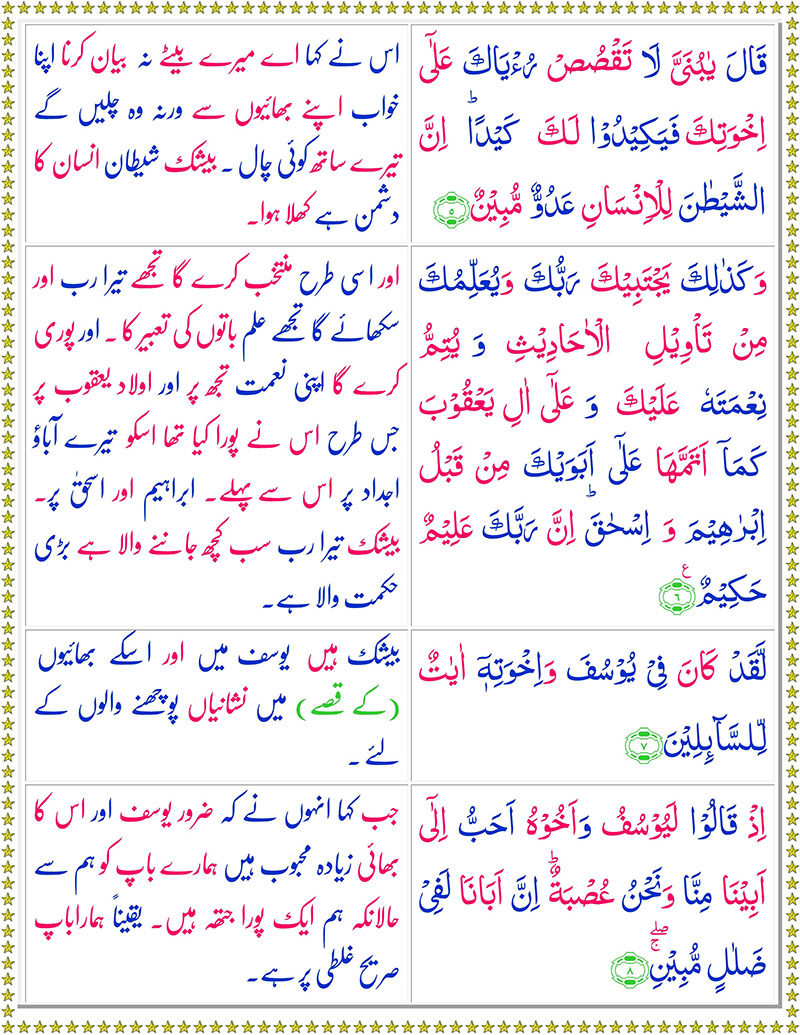 قَالَ يٰبُنَىَّ لَا تَقْصُصْ رُءْيَاكَ عَلٰٓى
اِخْوَتِكَ فَيَكِيْدُوْا لَكَ كَيْدًا ؕ اِنَّ
الشَّيْطٰنَ لِلْاِنْسَانِ عَدُوٌّ مُّبِيْنٌ ﴿۵﴾
اس نے کہا اے میرے بیٹے نہ بیان کرنا اپنا
خواب اپنے بھائیوں سے ورنہ وہ چلیں گے
تیرے ساتھ کوئی چال ۔ بیشک شیطان انسان کا
دشمن ہے کھلا ہوا۔
وَكَذٰلِكَ يَجْتَبِيْكَ رَبُّكَ وَيُعَلِّمُكَ
مِنْ تَاْوِيْلِ الْاَحَادِيْثِ وَ يُتِمُّ
نِعْمَتَهٗ عَلَيْكَ وَ عَلٰٓى اٰلِ يَعْقُوْبَ
كَمَاۤ اَتَمَّهَا عَلٰٓى اَبَوَيْكَ مِنْ قَبْلُ
اِبْرٰهِيْمَ وَ اِسْحٰقَ ؕ اِنَّ رَبَّكَ عَلِيْمٌ
حَكِيْمٌ ﴿۶﴾ ع
اور اسی طرح منتخب کرے گا تجھے تیرا رب اور
سکھائے گا تجھے علم باتوں کی تعبیر کا ۔ اور پوری
کرے گا اپنی نعمت تجھ پر اور اولاد یعقوب پر
جس طرح اس نے پورا کیا تھا اسکو تیرے آباؤ
اجداد پر اس سے پہلے۔ ابراہیم اور اسحٰق پر۔
بیشک تیرا رب سب کچھ جاننے والا ہے بڑی
حکمت والا ہے۔
لَّقَدْ كَانَ فِىْ يُوْسُفَ وَاِخْوَتِهٖۤ اٰيٰتٌ
لِّلسَّآٮِٕلِيْنَ ﴿۷﴾
بیشک ہیں یوسف میں اور اسکے بھائیوں
(کے قصے) میں نشانیاں پوچھنے والوں کے
لئے ۔
اِذْ قَالُوْا لَيُوْسُفُ وَاَخُوْهُ اَحَبُّ اِلٰٓى
اَبِيْنَا مِنَّا وَنَحْنُ عُصْبَةٌ ؕ اِنَّ اَبَانَا لَفِىْ
ضَلٰلٍ مُّبِيْنِ ۖۚ ﴿۸﴾
جب کہا انہوں نے کہ ضرور یوسف اور اس کا
بھائی زیادہ محبوب ہیں ہمارے باپ کو ہم سے
حالانکہ ہم ایک پورا جتھہ ہیں۔ یقیناً ہمارا باپ
صریح غلطی پر ہے۔